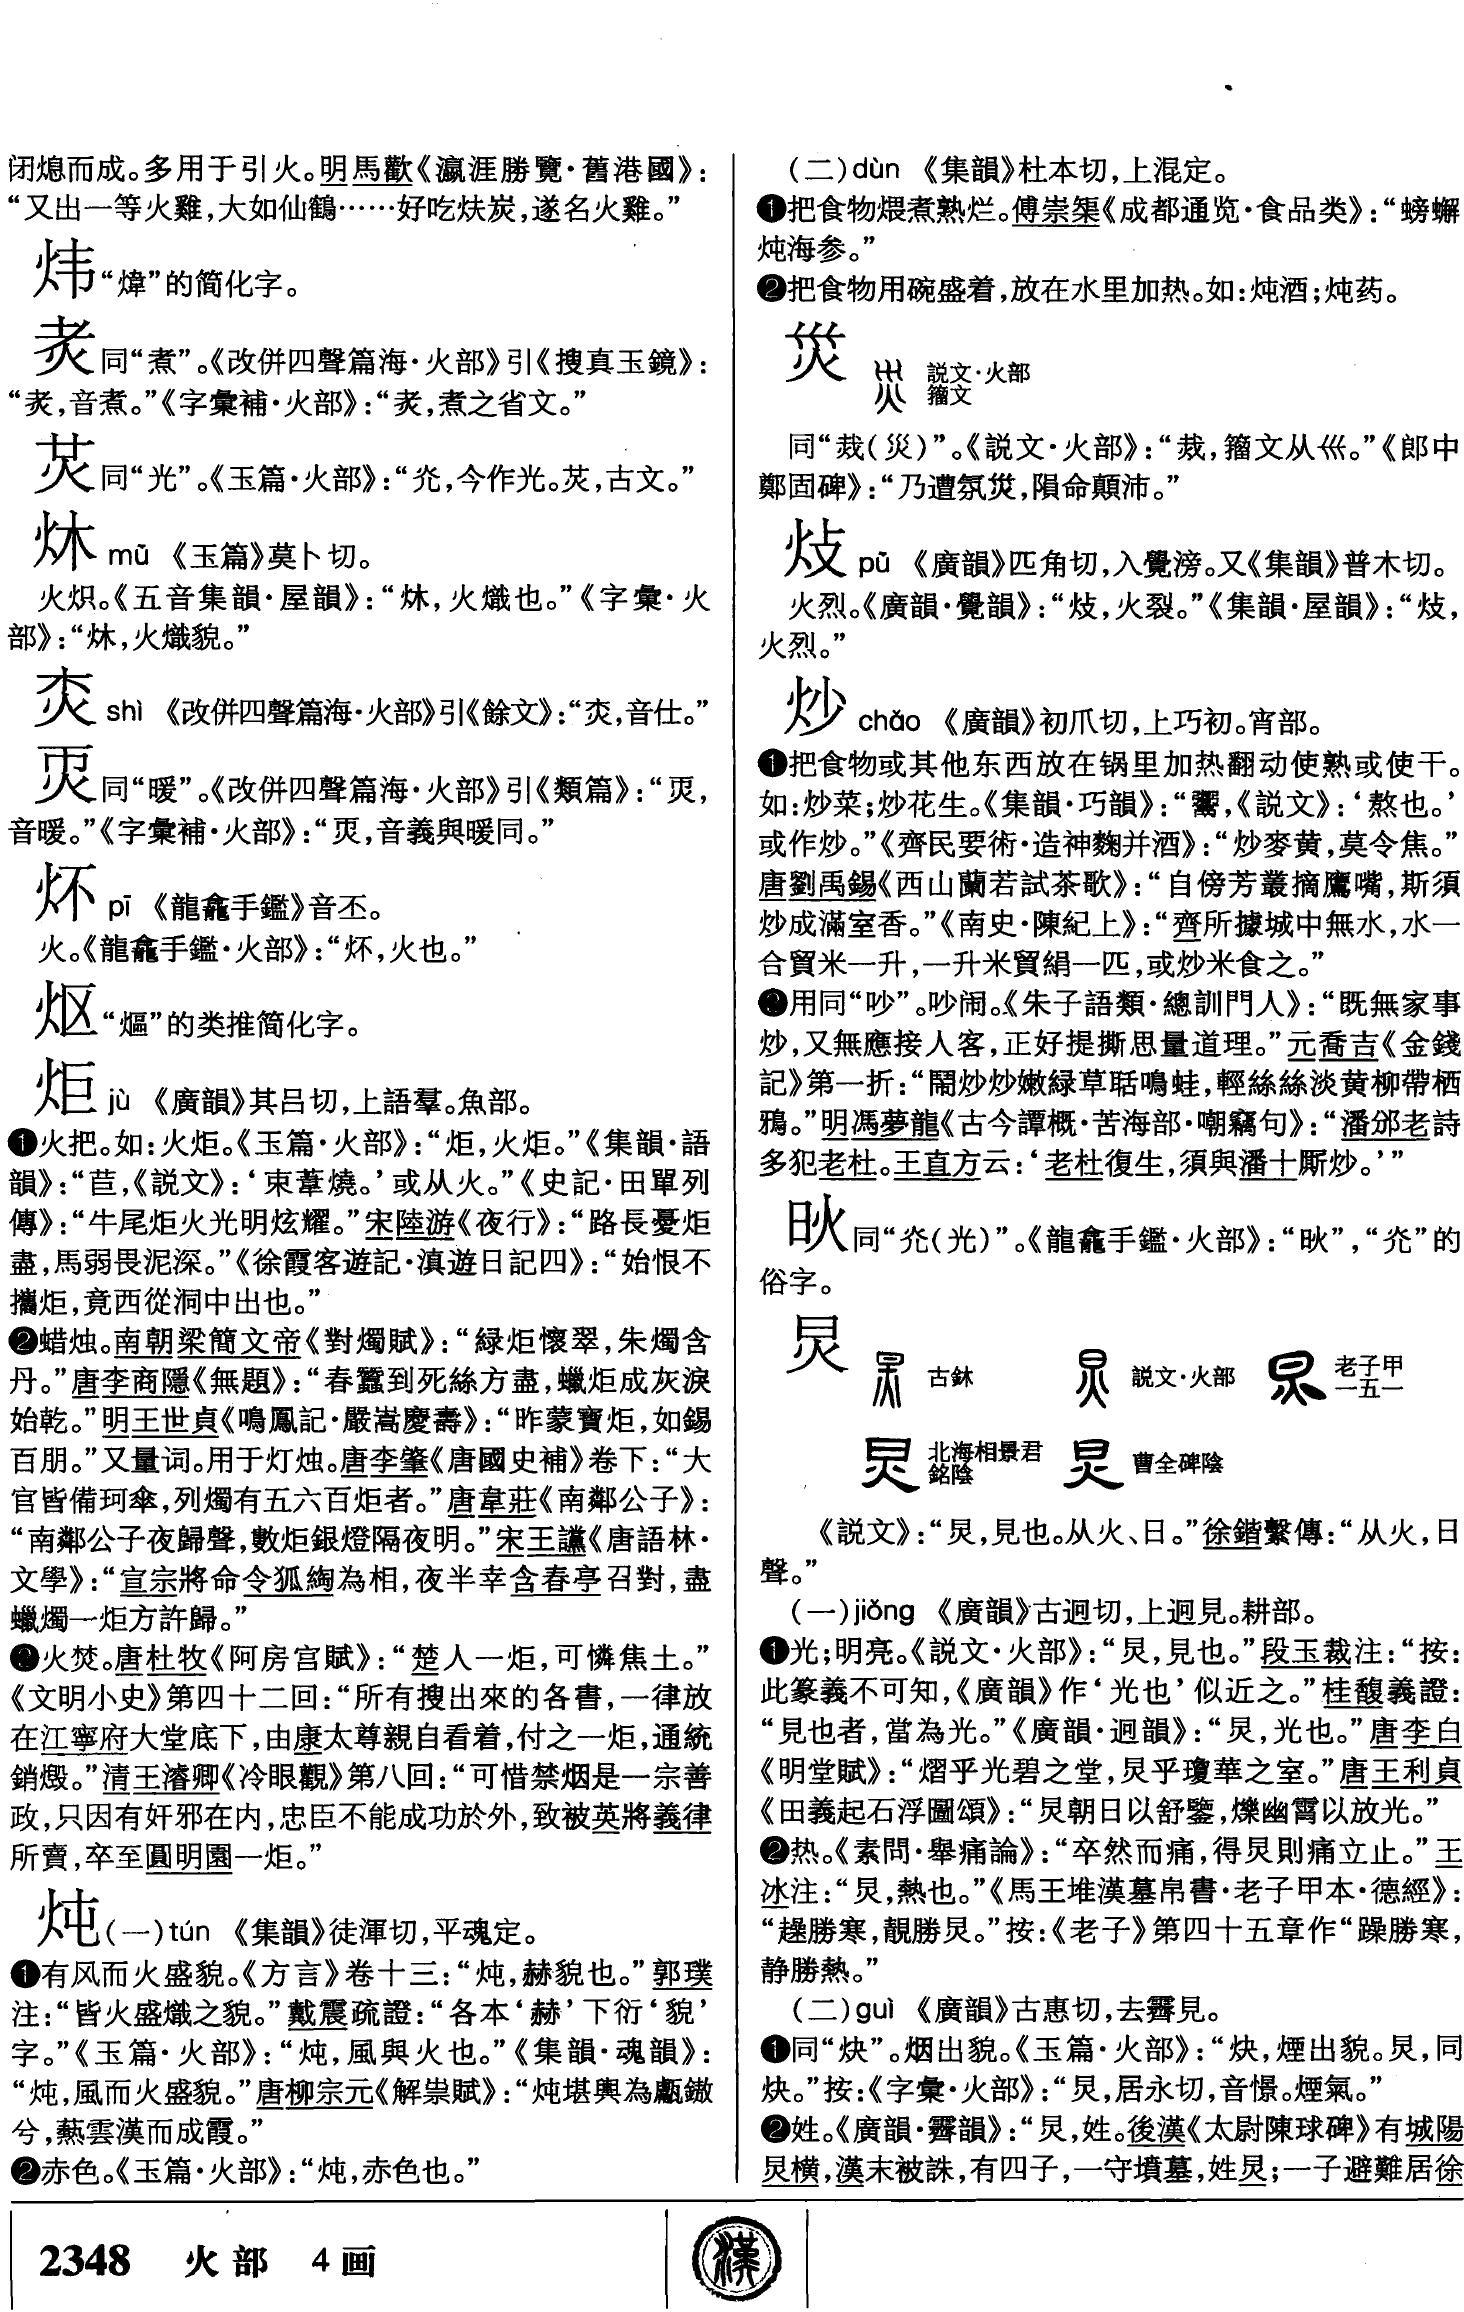 闭熄而成。多用于引火。明馬歡《瀛涯勝覽·舊港國》：
“又出一等火雞，大如仙鶴……好吃炔炭，遂名火雞。”
炜“煒”的简化字。
㶭同“煮”。《改併四聲篇海·火部》引《搜真玉鏡》：
“㶭，音煮。”《字彙補·火部》：“㶭，煮之省文。”
炗同“光”。《玉篇·火部》：“灮，今作光。炗，古文。”
炑 mǔ 《玉篇》莫卜切。
火炽。《五音集韻·屋韻》：“炑，火熾也。”《字彙·火
部》：“炑，火熾貌。”
shì 《改併四聲篇海·火部》引《餘文》：“，音仕。”
同“暖”。《改併四聲篇海·火部》引《類篇》：“，
音暖。”《字彙補·火部》：“，音義與暖同。”
炋 pī 《龍龕手鑑》音丕。
火。《龍龕手鑑·火部》：“炋，火也。”
炢“熰”的类推简化字。
炬 jù 《廣韻》其吕切，上語羣。魚部。
❶火把。如：火炬。《玉篇·火部》：“炬，火炬。”《集韻·語
韻》：“苣，《説文》：‘束葦燒。’或从火。”《史記·田單列
傳》：“牛尾炬火光明炫耀。”宋陸游《夜行》：“路長憂炬
盡，馬弱畏泥深。”《徐霞客遊記·滇遊日記四》：“始恨不
攜炬，竟西從洞中出也。”
❷蜡烛。南朝梁簡文帝《對燭賦》：“緑炬懷翠，朱燭含
丹。”唐李商隱《無題》：“春蠶到死絲方盡，蠟炬成灰淚
始乾。”明王世貞《鳴鳳記·嚴嵩慶壽》：“昨蒙寶炬，如錫
百朋。”又量词。用于灯烛。唐李肇《唐國史補》卷下：“大
官皆備珂傘，列燭有五六百炬者。”唐韋莊《南鄰公子》：
“南鄰公子夜歸聲，數炬銀燈隔夜明。”宋王讜《唐語林·
文學》：“宣宗將命令狐綯為相，夜半幸含春亭召對，盡
蠟燭一炬方許歸。”
❸火焚。唐杜牧《阿房宫賦》：“楚人一炬，可憐焦土。”
《文明小史》第四十二回：“所有搜出來的各書，一律放
在江寧府大堂底下，由康太尊親自看着，付之一炬，通統
銷燬。”清王濬卿《冷眼觀》第八回：“可惜禁烟是一宗善
政，只因有奸邪在内，忠臣不能成功於外，致被英將義律
所賣，卒至圓明園一炬。”
炖(一)tún 《集韻》徒渾切，平魂定。
❶有风而火盛貌。《方言》卷十三：“炖，赫貌也。”郭璞
注：“皆火盛熾之貌。”戴震疏證：“各本‘赫’下衍‘貌’
字。”《玉篇·火部》：“炖，風與火也。”《集韻·魂韻》：
“炖，風而火盛貌。”唐柳宗元《解祟賦》：“炖堪輿為甗鏾
兮，爇雲漢而成霞。”
❷赤色。《玉篇·火部》：“炖，赤色也。”
(二)dùn 《集韻》杜本切，上混定。
❶把食物煨煮熟烂。傅崇榘《成都通览·食品类》：“螃蠏
炖海参。”
❷把食物用碗盛着，放在水里加热。如：炖酒；炖药。
災 説文·火部
籀文
同“烖(災)”。《説文·火部》：“烖，籀文从𡿧。”《郎中
鄭固碑》：“乃遭氛災，隕命顛沛。”
炇 pū 《廣韻》匹角切，入覺滂。又《集韻》普木切。
火烈。《廣韻·覺韻》：“炇，火裂。”《集韻·屋韻》：“炇，
火烈。”
炒 chǎo 《廣韻》初爪切，上巧初。宵部。
❶把食物或其他东西放在锅里加热翻动使熟或使干。
如：炒菜；炒花生。《集韻·巧韻》：“，《説文》：‘熬也。’
或作炒。”《齊民要術·造神麴并酒》：“炒麥黄，莫令焦。”
唐劉禹錫《西山蘭若試茶歌》：“自傍芳叢摘鷹嘴，斯須
炒成滿室香。”《南史·陳紀上》：“齊所據城中無水，水一
合貿米一升，一升米貿絹一匹，或炒米食之。”
❷用同“吵”。吵闹。《朱子語類·總訓門人》：“既無家事
炒，又無應接人客，正好提撕思量道理。”元喬吉《金錢
記》第一折：“鬧炒炒嫩緑草聒鳴蛙，輕絲絲淡黄柳帶栖
鴉。”明馮夢龍《古今譚概·苦海部·嘲竊句》：“潘邠老詩
多犯老杜。王直方云：‘老杜復生，須與潘十厮炒。’”
炚同“灮(光)”。《龍龕手鑑·火部》：“炚”，“灮”的
俗字。
炅 古鉥 説文·火部 老子甲
一五一
北海相景君
銘陰 曹全碑陰
《説文》：“炅，見也。从火、日。”徐鍇繫傳：“从火，日
聲。”
(一)jiǒng 《廣韻》古迥切，上迥見。耕部。
❶光；明亮。《説文·火部》：“炅，見也。”段玉裁注：“按：
此篆義不可知，《廣韻》作‘光也’似近之。”桂馥義證：
“見也者，當為光。”《廣韻·迥韻》：“炅，光也。”唐李白
《明堂賦》：“熠乎光碧之堂，炅乎瓊華之室。”唐王利貞
《田義起石浮圖頌》：“炅朝日以舒鑒，爍幽霄以放光。”
❷热。《素問·舉痛論》：“卒然而痛，得炅則痛立止。”王
冰注：“炅，熱也。”《馬王堆漢墓帛書·老子甲本·德經》：
“趮勝寒，靚勝炅。”按：《老子》第四十五章作“躁勝寒，
静勝熱。”
(二)guì 《廣韻》古惠切，去霽見。
❶同“炔”。烟出貌。《玉篇·火部》：“炔，煙出貌。炅，同
炔。”按：《字彙·火部》：“炅，居永切，音憬。煙氣。”
❷姓。《廣韻·霽韻》：“炅，姓。後漢《太尉陳球碑》有城陽
炅横，漢末被誅，有四子，一守墳墓，姓炅；一子避難居徐
2348 火部 4画
漢